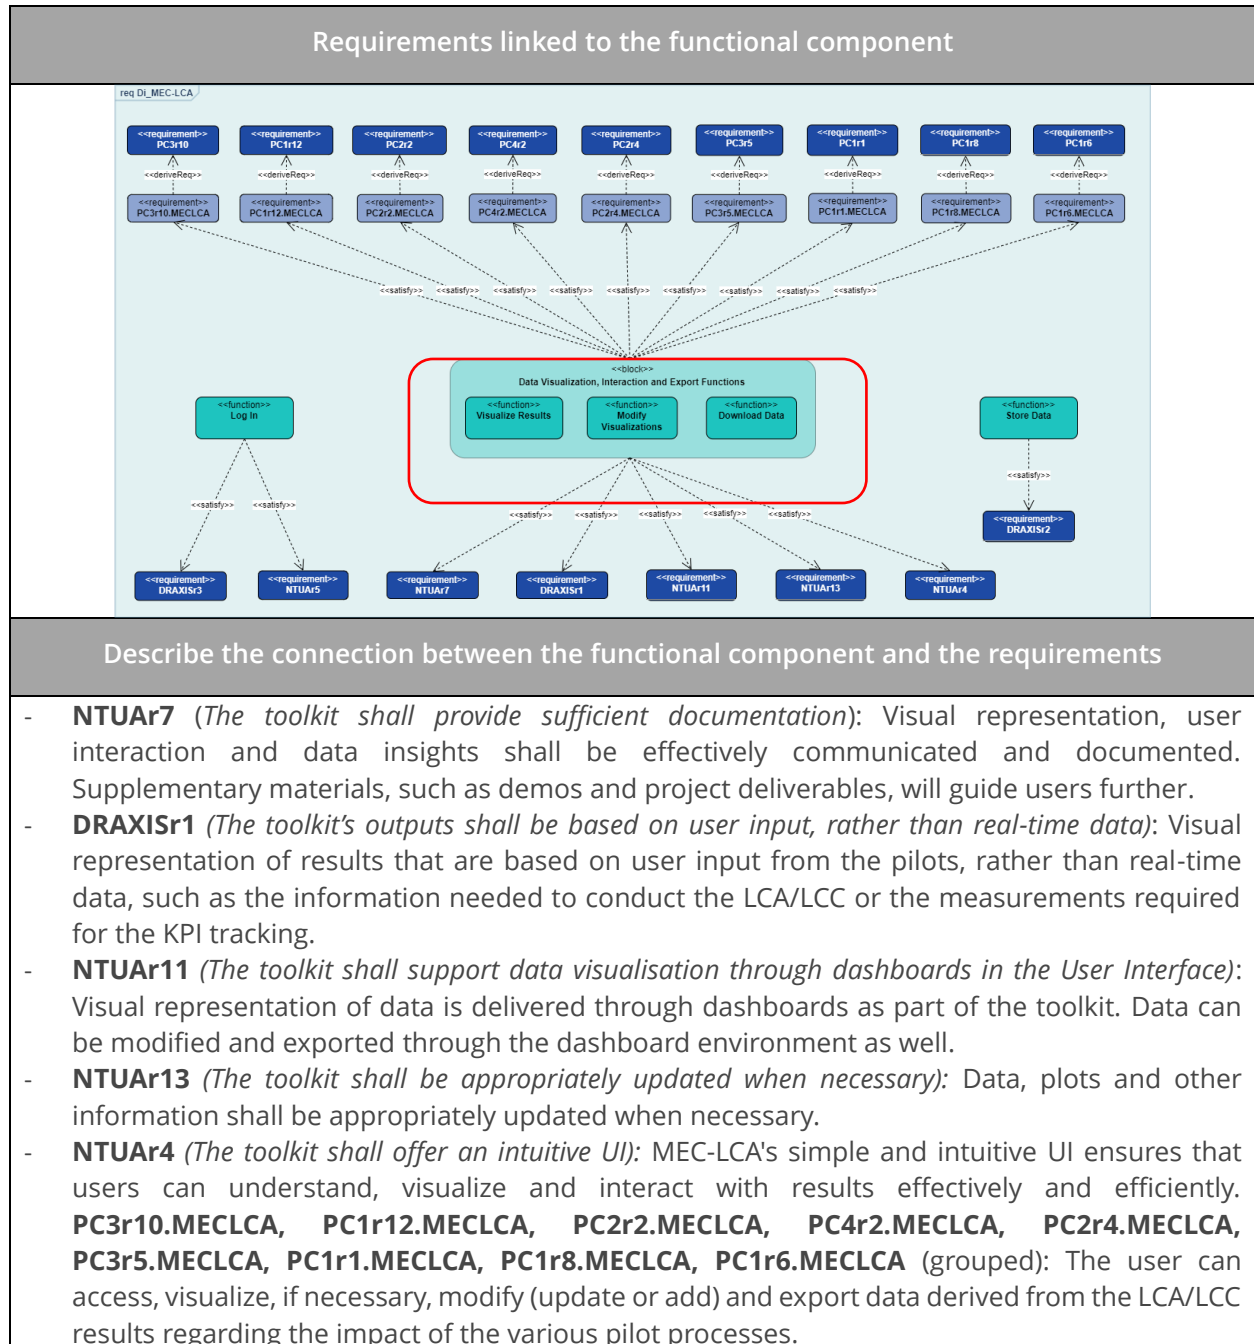 Requirements linked to the functional component
req Di_MEC-LCA
<<requirement>> <<requirement>> <<requirement>> <<requirement>> <<requirement>> <<requirement>> <<requirement>> <<requirement>> <<requirement>>
PC3r10 PC1r12 PC2r2 PC4r2 PC2r4 PC3r5 PC1r1 PC1r8 PC1r6
<<deriveReq>> <<deriveReq>> <<deriveReq>> <<deriveReq>> <<deriveReq>> <<deriveReq>> <<deriveReq>> <<deriveReq>> <<deriveReq>>
<<requirement>> <<requirement>> <<requirement>> <<requirement>> <<requirement>> <<requirement>> <<requirement>> <<requirement>> <<requirement>>
PC3r10.MECLCA PC1r12.MECLCA PC2r2.MECLCA PC4r2.MECLCA PC2r4.MECLCA PC3r5.MECLCA PC1r1.MECLCA PC1r8.MECLCA PC1r6.MECLCA
<<satisfy>> <<satisfy>> <<satisfy>> <<satisfy>> <<satisfy>> <<satisfy>> <<satisfy>> <<satisfy>> <<satisfy>>
<<block>>
Data Visualization, Interaction and Export Functions
<<function>> <<function>> <<function>> <<function>> <<function>>
Log In Visualize Results Modify Visualizations Download Data Store Data
<<satisfy>>
<<satisfy>> <<satisfy>> <<satisfy>> <<satisfy>> <<satisfy>> <<satisfy>> <<satisfy>>
<<requirement>>
DRAXISr2
<<requirement>> <<requirement>> <<requirement>> <<requirement>> <<requirement>> <<requirement>> <<requirement>>
DRAXISr3 NTUAr5 NTUAr7 DRAXISr1 NTUAr11 NTUAr13 NTUAr4
Describe the connection between the functional component and the requirements
- NTUAr7 (The toolkit shall provide sufficient documentation): Visual representation, user
interaction and data insights shall be effectively communicated and documented.
Supplementary materials, such as demos and project deliverables, will guide users further.
- DRAXISr1 (The toolkit’s outputs shall be based on user input, rather than real-time data): Visual
representation of results that are based on user input from the pilots, rather than real-time
data, such as the information needed to conduct the LCA/LCC or the measurements required
for the KPI tracking.
- NTUAr11 (The toolkit shall support data visualisation through dashboards in the User Interface):
Visual representation of data is delivered through dashboards as part of the toolkit. Data can
be modified and exported through the dashboard environment as well.
- NTUAr13 (The toolkit shall be appropriately updated when necessary): Data, plots and other
information shall be appropriately updated when necessary.
- NTUAr4 (The toolkit shall offer an intuitive UI): MEC-LCA's simple and intuitive UI ensures that
users can understand, visualize and interact with results effectively and efficiently.
PC3r10.MECLCA, PC1r12.MECLCA, PC2r2.MECLCA, PC4r2.MECLCA, PC2r4.MECLCA,
PC3r5.MECLCA, PC1r1.MECLCA, PC1r8.MECLCA, PC1r6.MECLCA (grouped): The user can
access, visualize, if necessary, modify (update or add) and export data derived from the LCA/LCC
results regarding the impact of the various pilot processes.